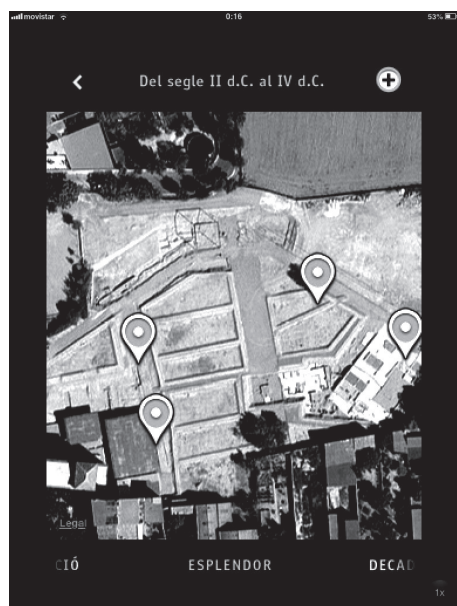 movistar 0:16 53%
Del segle II d.C. al IV d.C.
Legal
CIÓ ESPLENDOR DECAD
1x